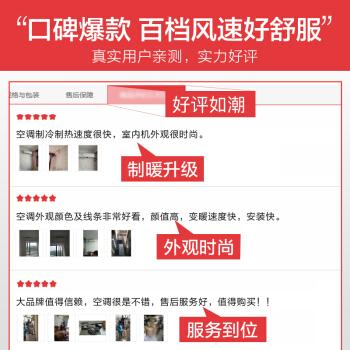 “口碑爆款 百档风速好舒服”
真实用户亲测，实力好评
规格与包装 售后保障
好评如潮
空调制冷制热速度很快，室内机外观很时尚。
制暖升级
空调外观颜色及线条非常好看，颜值高，变暖速度快，安装快。
外观时尚
大品牌值得信赖，空调很是不错，售后服务好，值得购买！！
服务到位